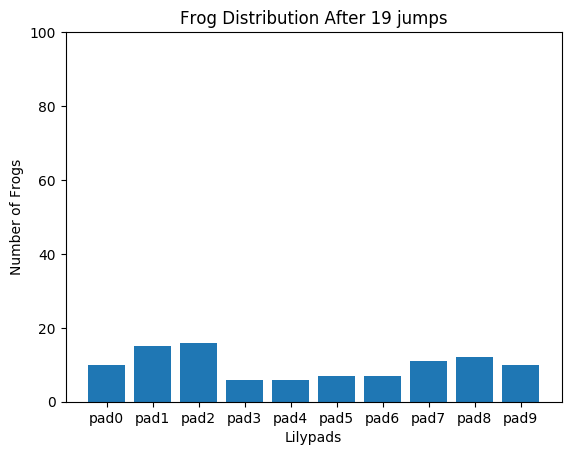 Frog Distribution After 19 jumps
100
80
60
40
20
0
Number of Frogs
pad0 pad1 pad2 pad3 pad4 pad5 pad6 pad7 pad8 pad9
Lilypads